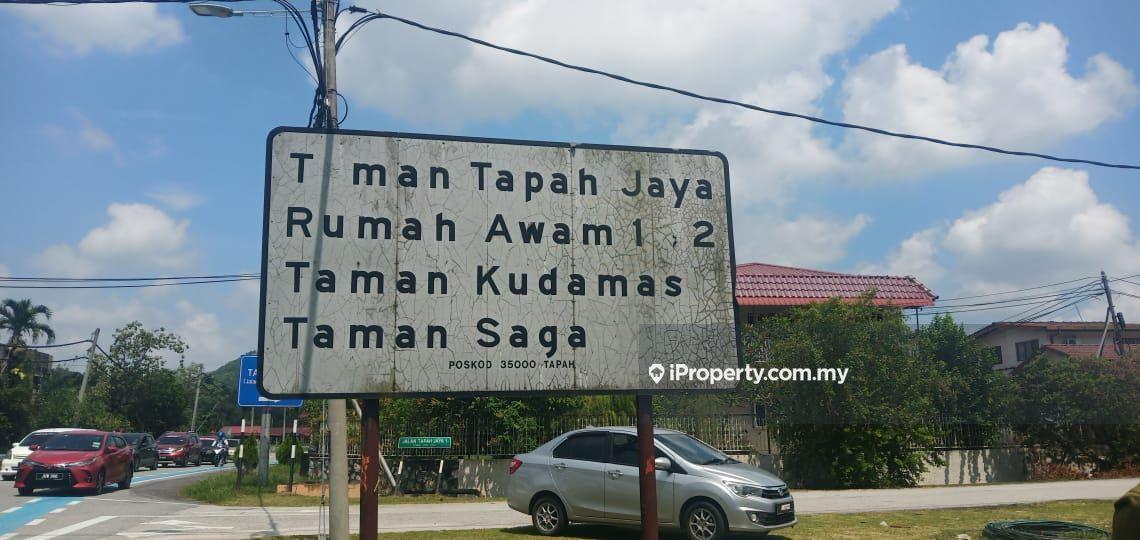 T man Tapah Jaya
Rumah Awam 1 , 2
Taman Kudamas
Taman Saga
POSKOD 35000 TAPAH
iProperty.com.my
JALAN TAPAH JAYA 1